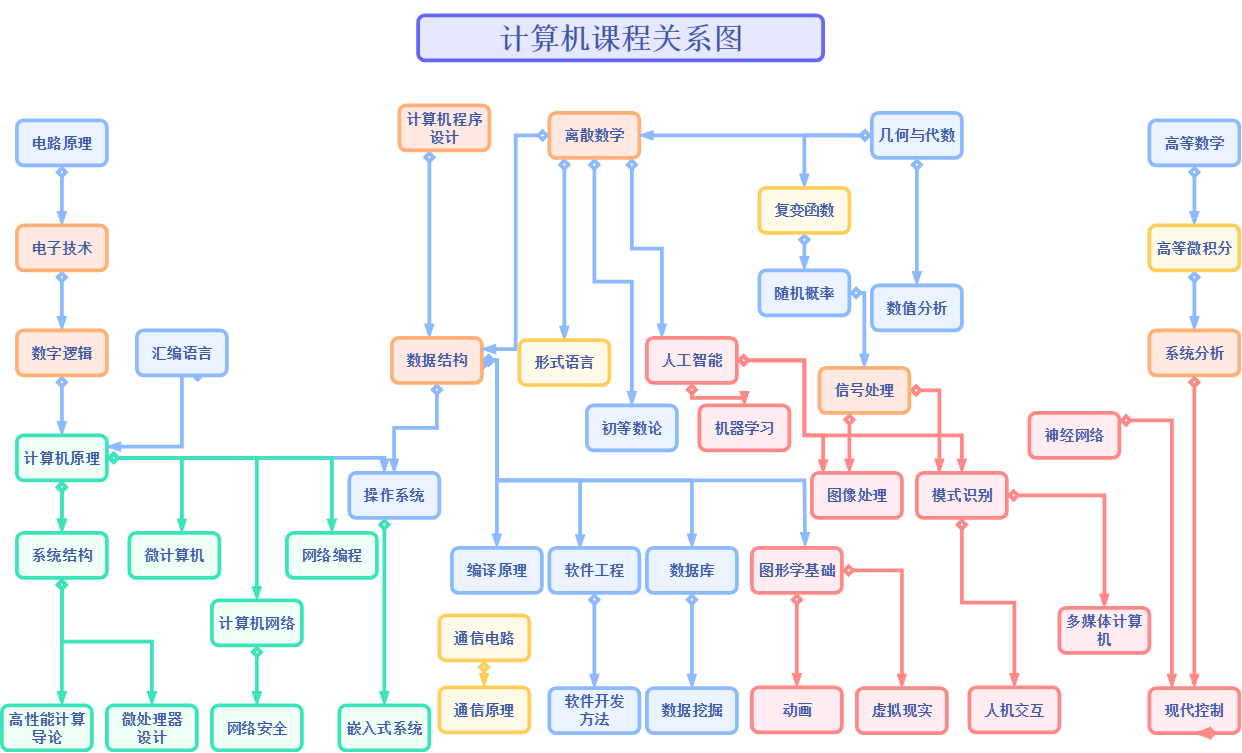 计算机课程关系图
电路原理
计算机程序
设计
离散数学
几何与代数
高等数学
复变函数
电子技术
高等微积分
随机概率
数值分析
数字逻辑
汇编语言
数据结构
形式语言
人工智能
系统分析
信号处理
初等数论
机器学习
神经网络
计算机原理
操作系统
图像处理
模式识别
系统结构
微计算机
网络编程
编译原理
软件工程
数据库
图形学基础
计算机网络
通信电路
多媒体计算
机
高性能计算
导论
微处理器
设计
网络安全
嵌入式系统
通信原理
软件开发
方法
数据挖掘
动画
虚拟现实
人机交互
现代控制